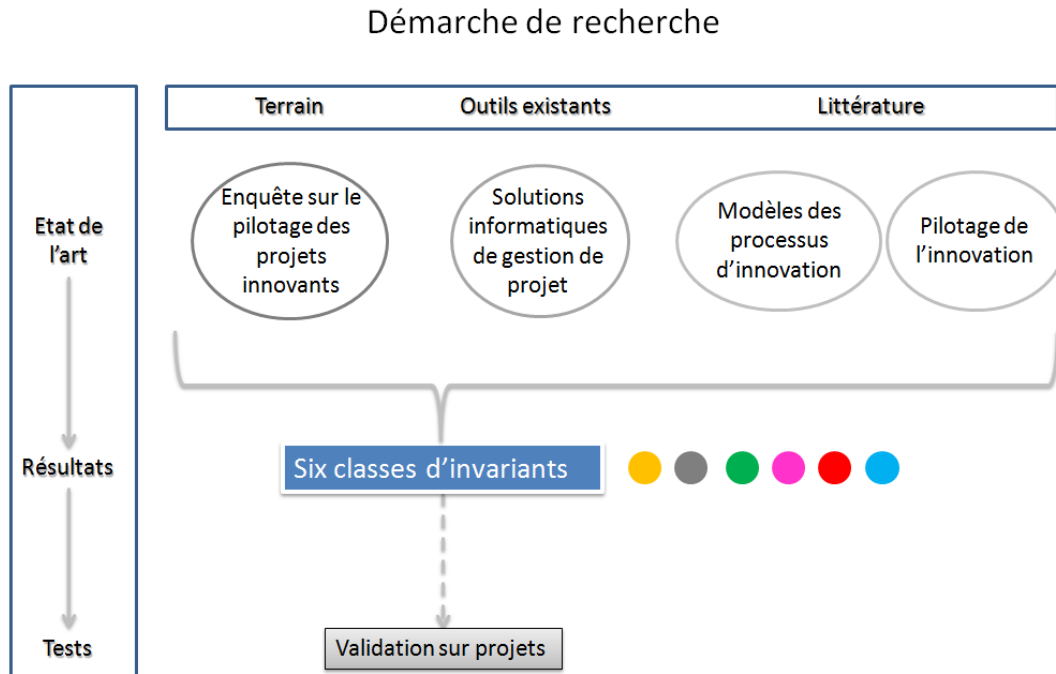 Démarche de recherche
Terrain
Outils existants
Littérature
Etat de
l'art
Enquête sur le
pilotage des
projets
innovants
Solutions
informatiques
de gestion de
projet
Modèles des
processus
d'innovation
Pilotage de
l'innovation
Résultats
Six classes d'invariants
Tests
Validation sur projets